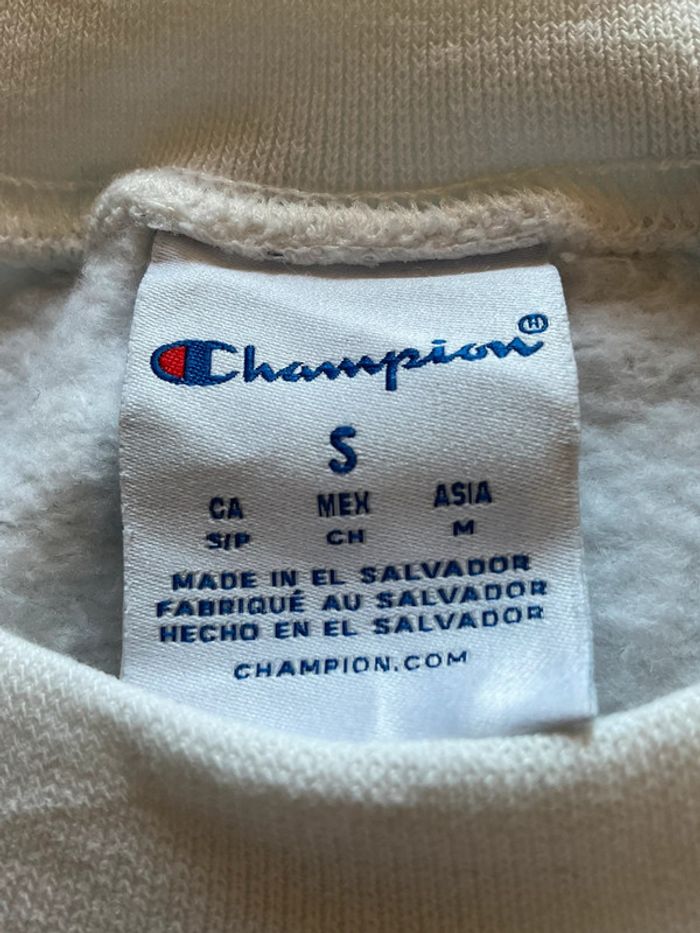 Champion
S
CA MEX ASIA
S/P CH M
MADE IN EL SALVADOR
FABRIQUÉ AU SALVADOR
HECHO EN EL SALVADOR
CHAMPION.COM